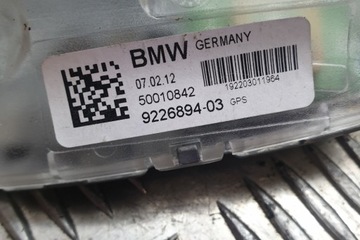 BMW GERMANY
07.02.12
192203011964
50010842
9226894-03 GPS